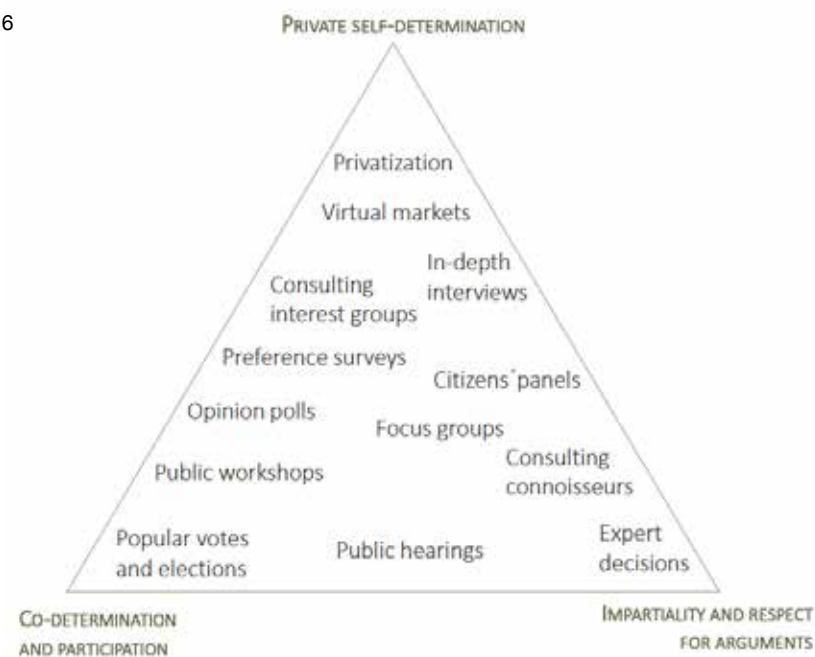 6
PRIVATE SELF-DETERMINATION
Privatization
Virtual markets
In-depth
interviews
Consulting
interest groups
Preference surveys
Citizens´panels
Opinion polls
Focus groups
Consulting
connoisseurs
Public workshops
Popular votes
and elections
Public hearings
Expert
decisions
CO-DETERMINATION
AND PARTICIPATION
IMPARTIALITY AND RESPECT
FOR ARGUMENTS